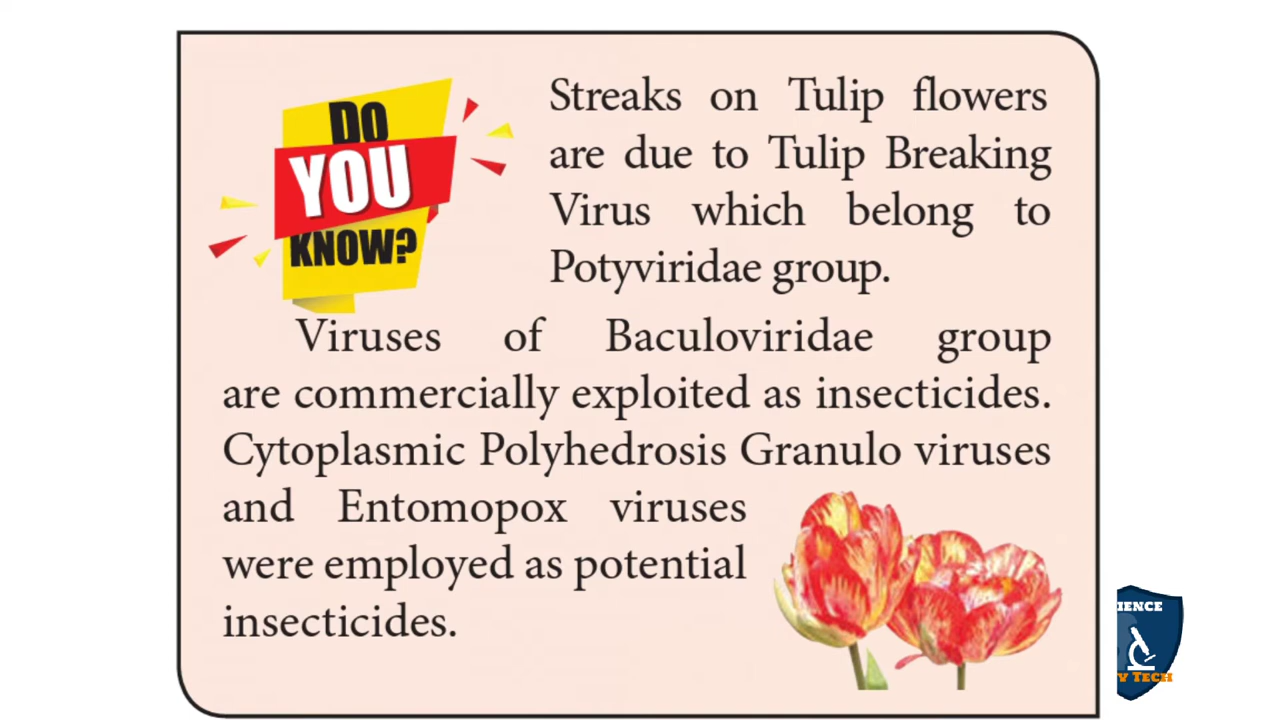 DO
YOU
KNOW?
Streaks on Tulip flowers
are due to Tulip Breaking
Virus which belong to
Potyviridae group.
Viruses of Baculoviridae group
are commercially exploited as insecticides.
Cytoplasmic Polyhedrosis Granulo viruses
and Entomopox viruses
were employed as potential
insecticides.
IENCE
TECH